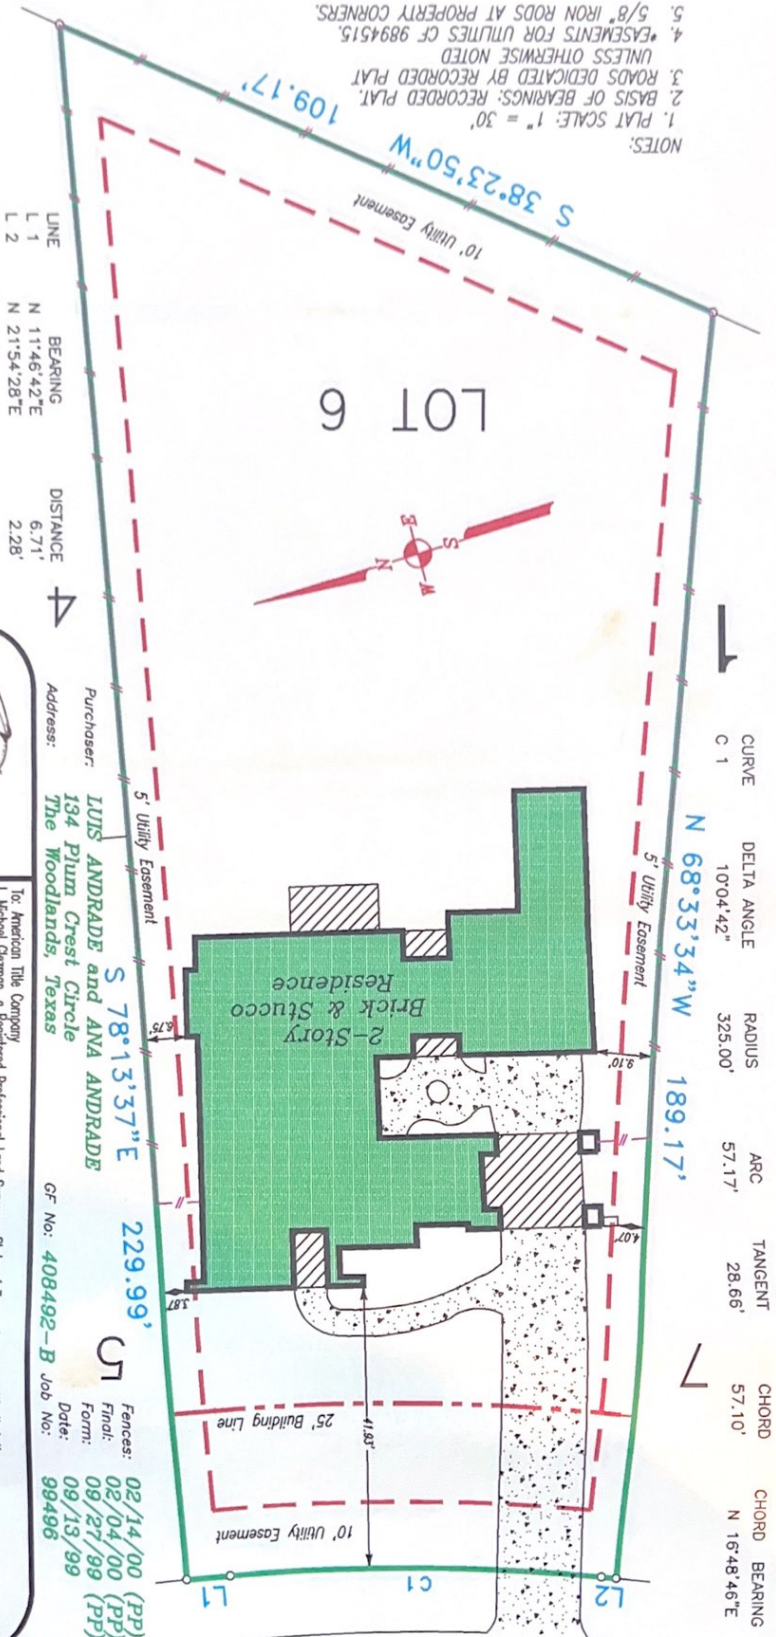 NOTES:
1. PLAT SCALE: 1" = 30'
2. BASIS OF BEARINGS: RECORDED PLAT.
3. ROADS DEDICATED BY RECORDED PLAT
UNLESS OTHERWISE NOTED
4. *EASEMENTS FOR UTILITIES CF 9894515.
5. 5/8" IRON RODS AT PROPERTY CORNERS.
S 38°23'50"W 109.17'
10' Utility Easement
LOT 6
N
S
E
W
LINE BEARING DISTANCE
L 1 N 11°46'42"E 6.71'
L 2 N 21°54'28"E 2.28'
CURVE DELTA ANGLE RADIUS ARC TANGENT CHORD CHORD BEARING
C 1 10°04'42" 325.00' 57.17' 28.66' 57.10' N 16°48'46"E
N 68°33'34"W 189.17'
5' Utility Easement
5' Utility Easement
S 78°13'37"E 229.99'
2-Story
Brick & Stucco
Residence
6.75'
9.10'
4.07'
3.87'
41.93'
25' Building Line
10' Utility Easement
L1
C1
L2
4
5
7
Purchaser: LUIS ANDRADE and ANA ANDRADE
Address: 134 Plum Crest Circle
The Woodlands, Texas
GF No: 408492-B Job No: 99496
Fences: 02/14/00 (PP)
Final: 02/04/00 (PP)
Form: 09/27/99 (PP)
Date: 09/13/99
To: American Title Company